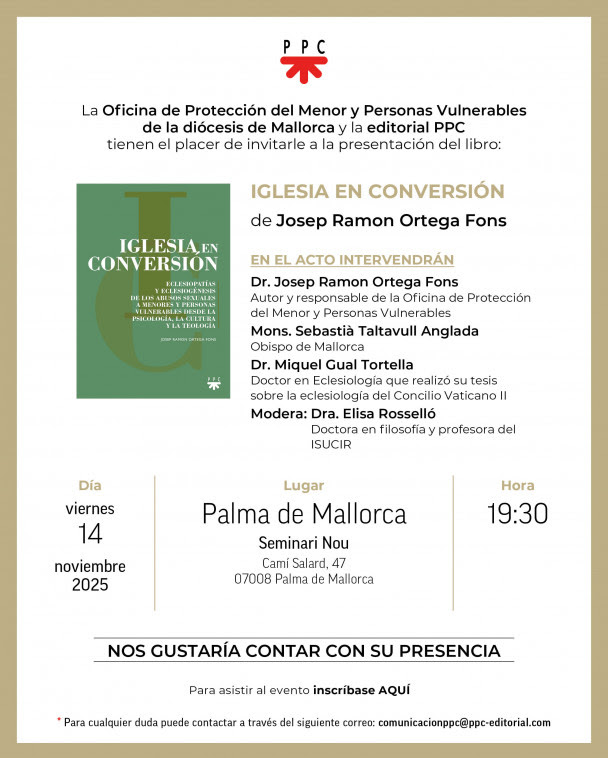 PPC
La Oficina de Protección del Menor y Personas Vulnerables
de la diócesis de Mallorca y la editorial PPC
tienen el placer de invitarle a la presentación del libro:
IGLESIA EN
CONVERSIÓN
ECLESIOPATÍAS
Y ECLESIOGÉNESIS
DE LOS ABUSOS SEXUALES
A MENORES Y PERSONAS
VULNERABLES DESDE LA
PSICOLOGÍA, LA CULTURA
Y LA TEOLOGÍA
JOSEP RAMON ORTEGA FONS
PPC
IGLESIA EN CONVERSIÓN
de Josep Ramon Ortega Fons
EN EL ACTO INTERVENDRÁN
Dr. Josep Ramon Ortega Fons
Autor y responsable de la Oficina de Protección
del Menor y Personas Vulnerables
Mons. Sebastià Taltavull Anglada
Obispo de Mallorca
Dr. Miquel Gual Tortella
Doctor en Eclesiología que realizó su tesis
sobre la eclesiología del Concilio Vaticano II
Modera: Dra. Elisa Rosselló
Doctora en filosofía y profesora del
ISUCIR
Día
viernes
14
noviembre
2025
Lugar
Palma de Mallorca
Seminari Nou
Camí Salard, 47
07008 Palma de Mallorca
Hora
19:30
NOS GUSTARÍA CONTAR CON SU PRESENCIA
Para asistir al evento inscríbase AQUÍ
* Para cualquier duda puede contactar a través del siguiente correo: comunicacionppc@ppc-editorial.com